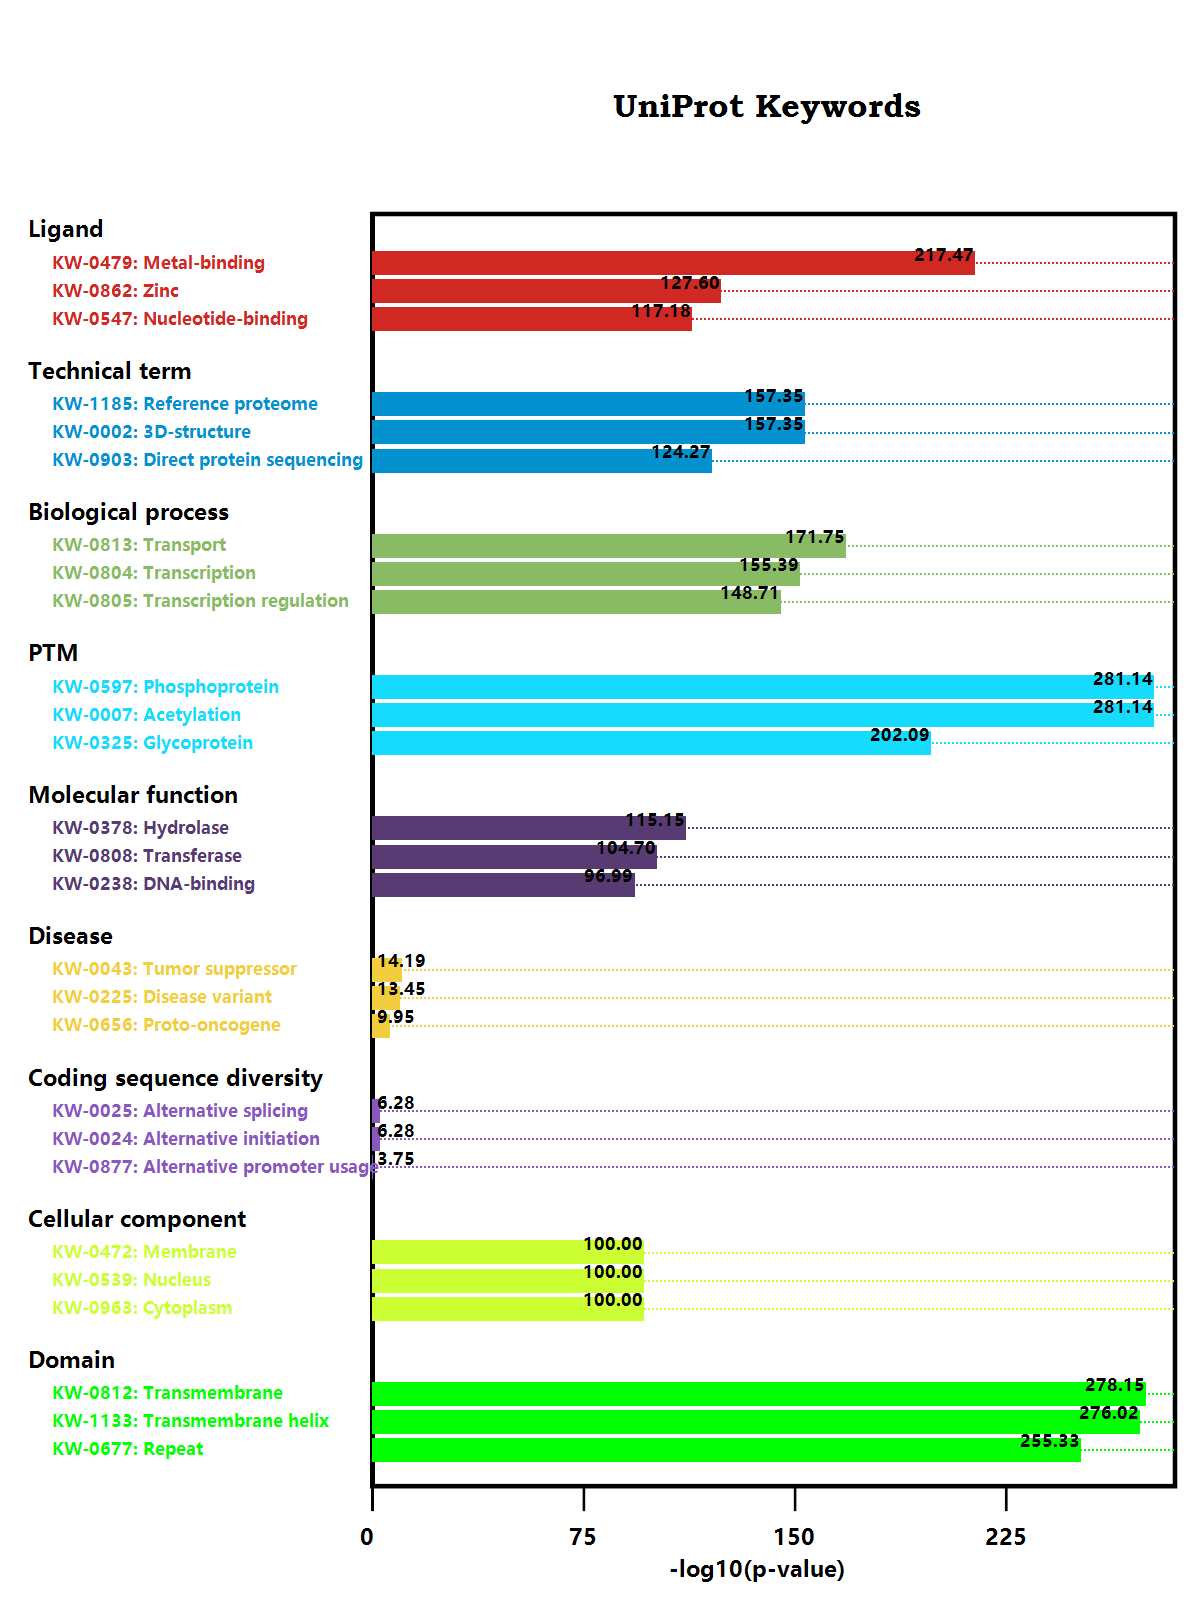 UniProt Keywords
Ligand
KW-0479: Metal-binding 217.47
KW-0862: Zinc 127.60
KW-0547: Nucleotide-binding 117.18
Technical term
KW-1185: Reference proteome 157.35
KW-0002: 3D-structure 157.35
KW-0903: Direct protein sequencing 124.27
Biological process
KW-0813: Transport 171.75
KW-0804: Transcription 155.39
KW-0805: Transcription regulation 148.71
PTM
KW-0597: Phosphoprotein 281.14
KW-0007: Acetylation 281.14
KW-0325: Glycoprotein 202.09
Molecular function
KW-0378: Hydrolase 115.15
KW-0808: Transferase 104.70
KW-0238: DNA-binding 96.99
Disease
KW-0043: Tumor suppressor 14.19
KW-0225: Disease variant 13.45
KW-0656: Proto-oncogene 9.95
Coding sequence diversity
KW-0025: Alternative splicing 6.28
KW-0024: Alternative initiation 6.28
KW-0877: Alternative promoter usage 3.75
Cellular component
KW-0472: Membrane 100.00
KW-0539: Nucleus 100.00
KW-0963: Cytoplasm 100.00
Domain
KW-0812: Transmembrane 278.15
KW-1133: Transmembrane helix 276.02
KW-0677: Repeat 255.33
0 75 150 225
-log10(p-value)